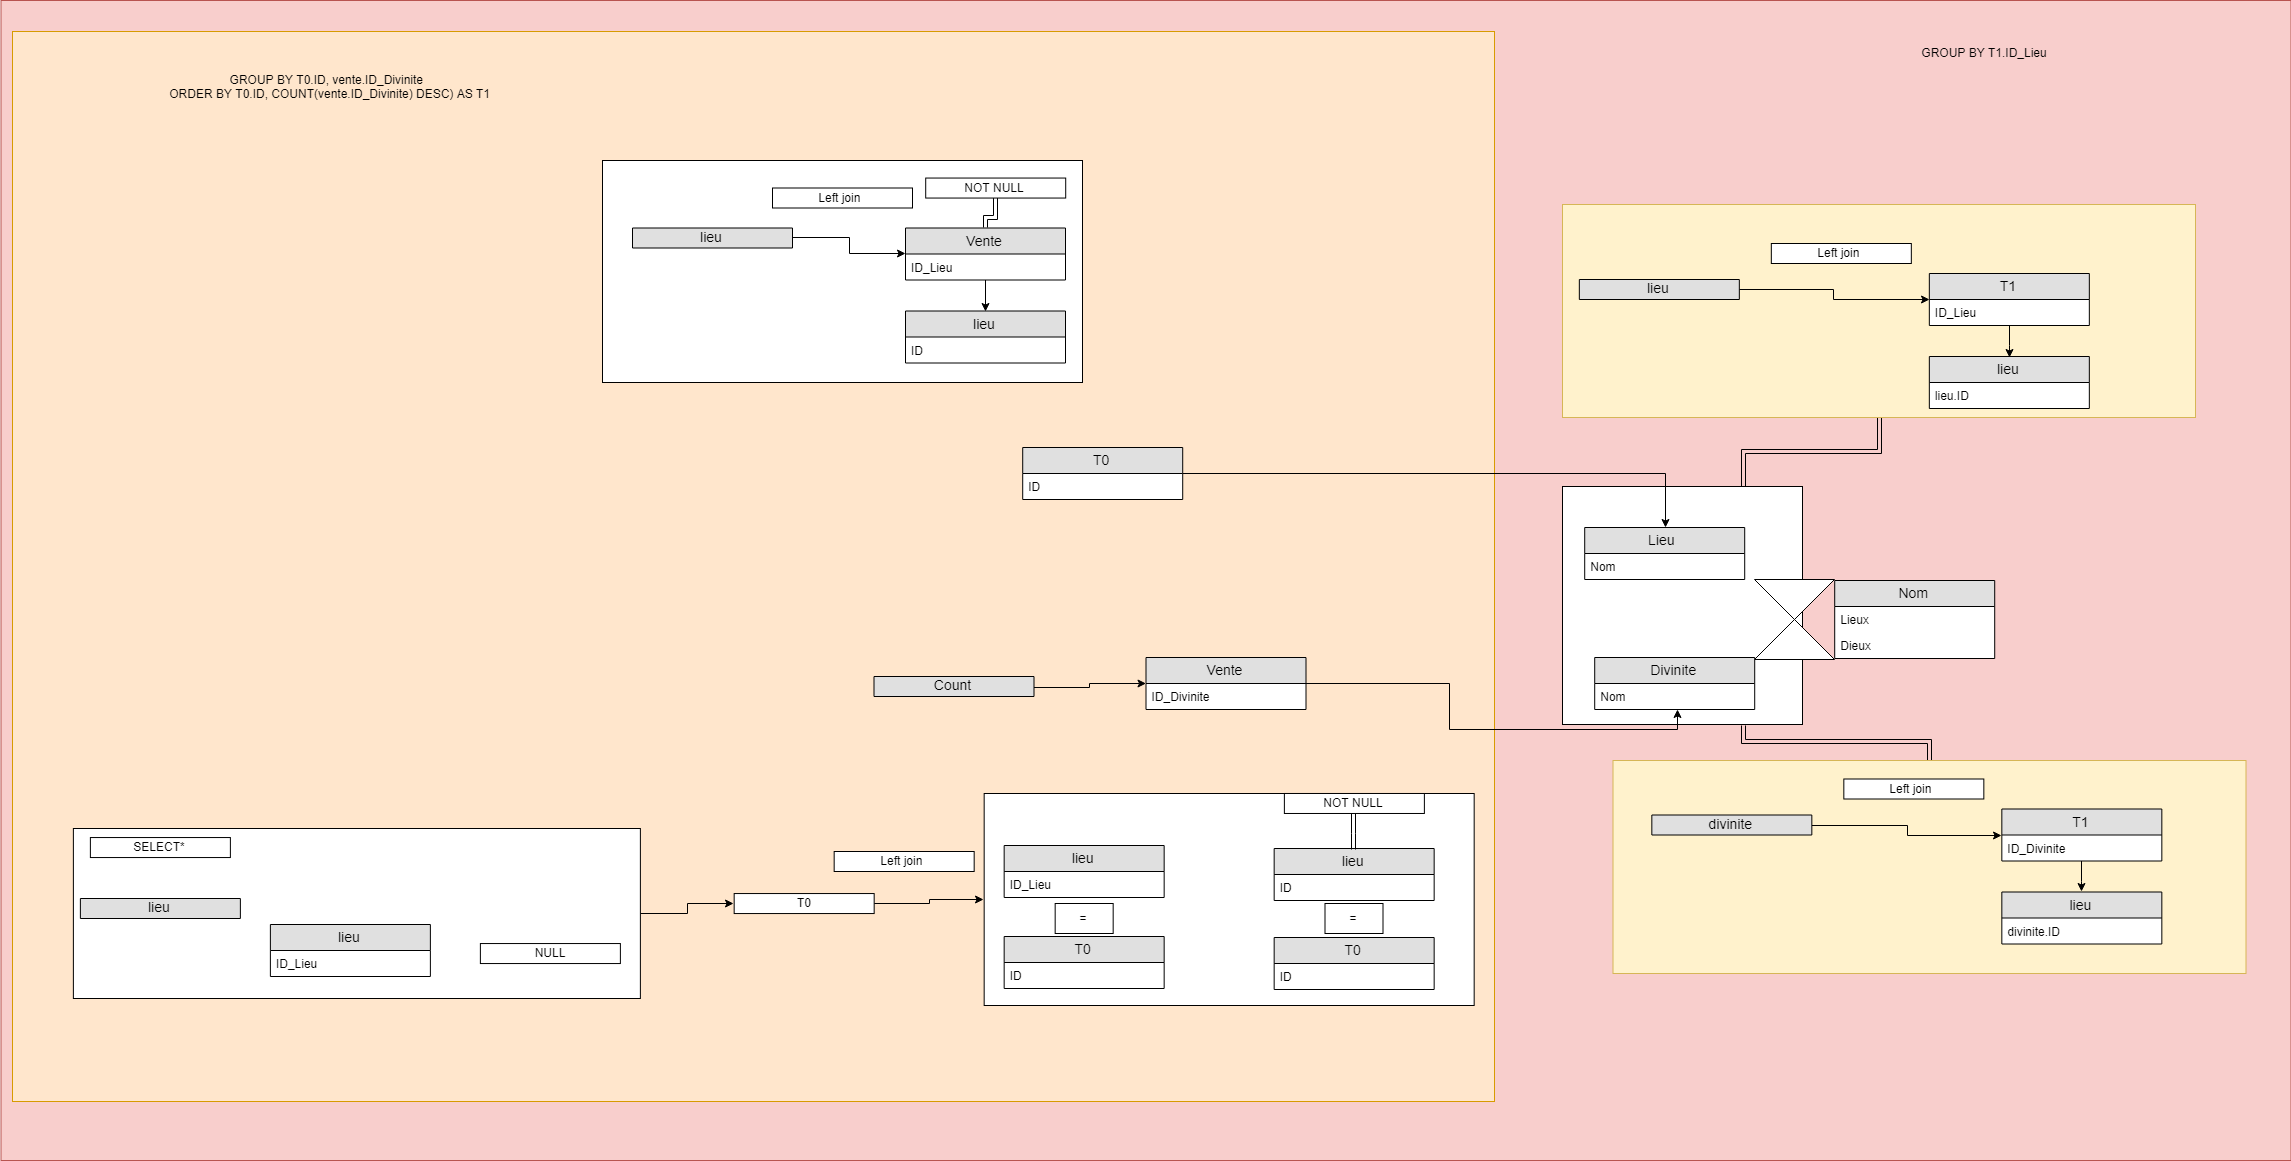 GROUP BY T1.ID_Lieu
GROUP BY T0.ID, vente.ID_Divinite
ORDER BY T0.ID, COUNT(vente.ID_Divinite) DESC) AS T1
Left join
NOT NULL
lieu
Vente
ID_Lieu
lieu
ID
Left join
lieu
T1
ID_Lieu
lieu
lieu.ID
T0
ID
Lieu
Nom
Nom
Lieux
Dieux
Count
Vente
ID_Divinite
Divinite
Nom
SELECT*
lieu
lieu
ID_Lieu
NULL
T0
Left join
lieu
ID_Lieu
=
T0
ID
NOT NULL
lieu
ID
=
T0
ID
Left join
divinite
T1
ID_Divinite
lieu
divinite.ID